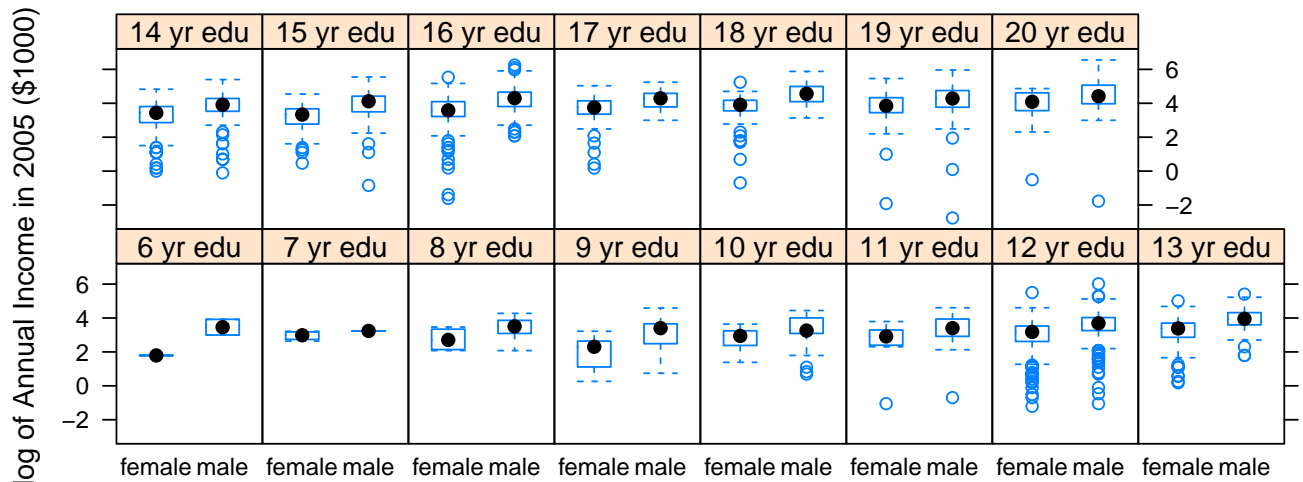 log of Annual Income in 2005 ($1000)
14 yr edu 15 yr edu 16 yr edu 17 yr edu 18 yr edu 19 yr edu 20 yr edu
6
4
2
0
−2
6 yr edu 7 yr edu 8 yr edu 9 yr edu 10 yr edu 11 yr edu 12 yr edu 13 yr edu
6
4
2
0
−2
female male female male female male female male female male female male female male female male